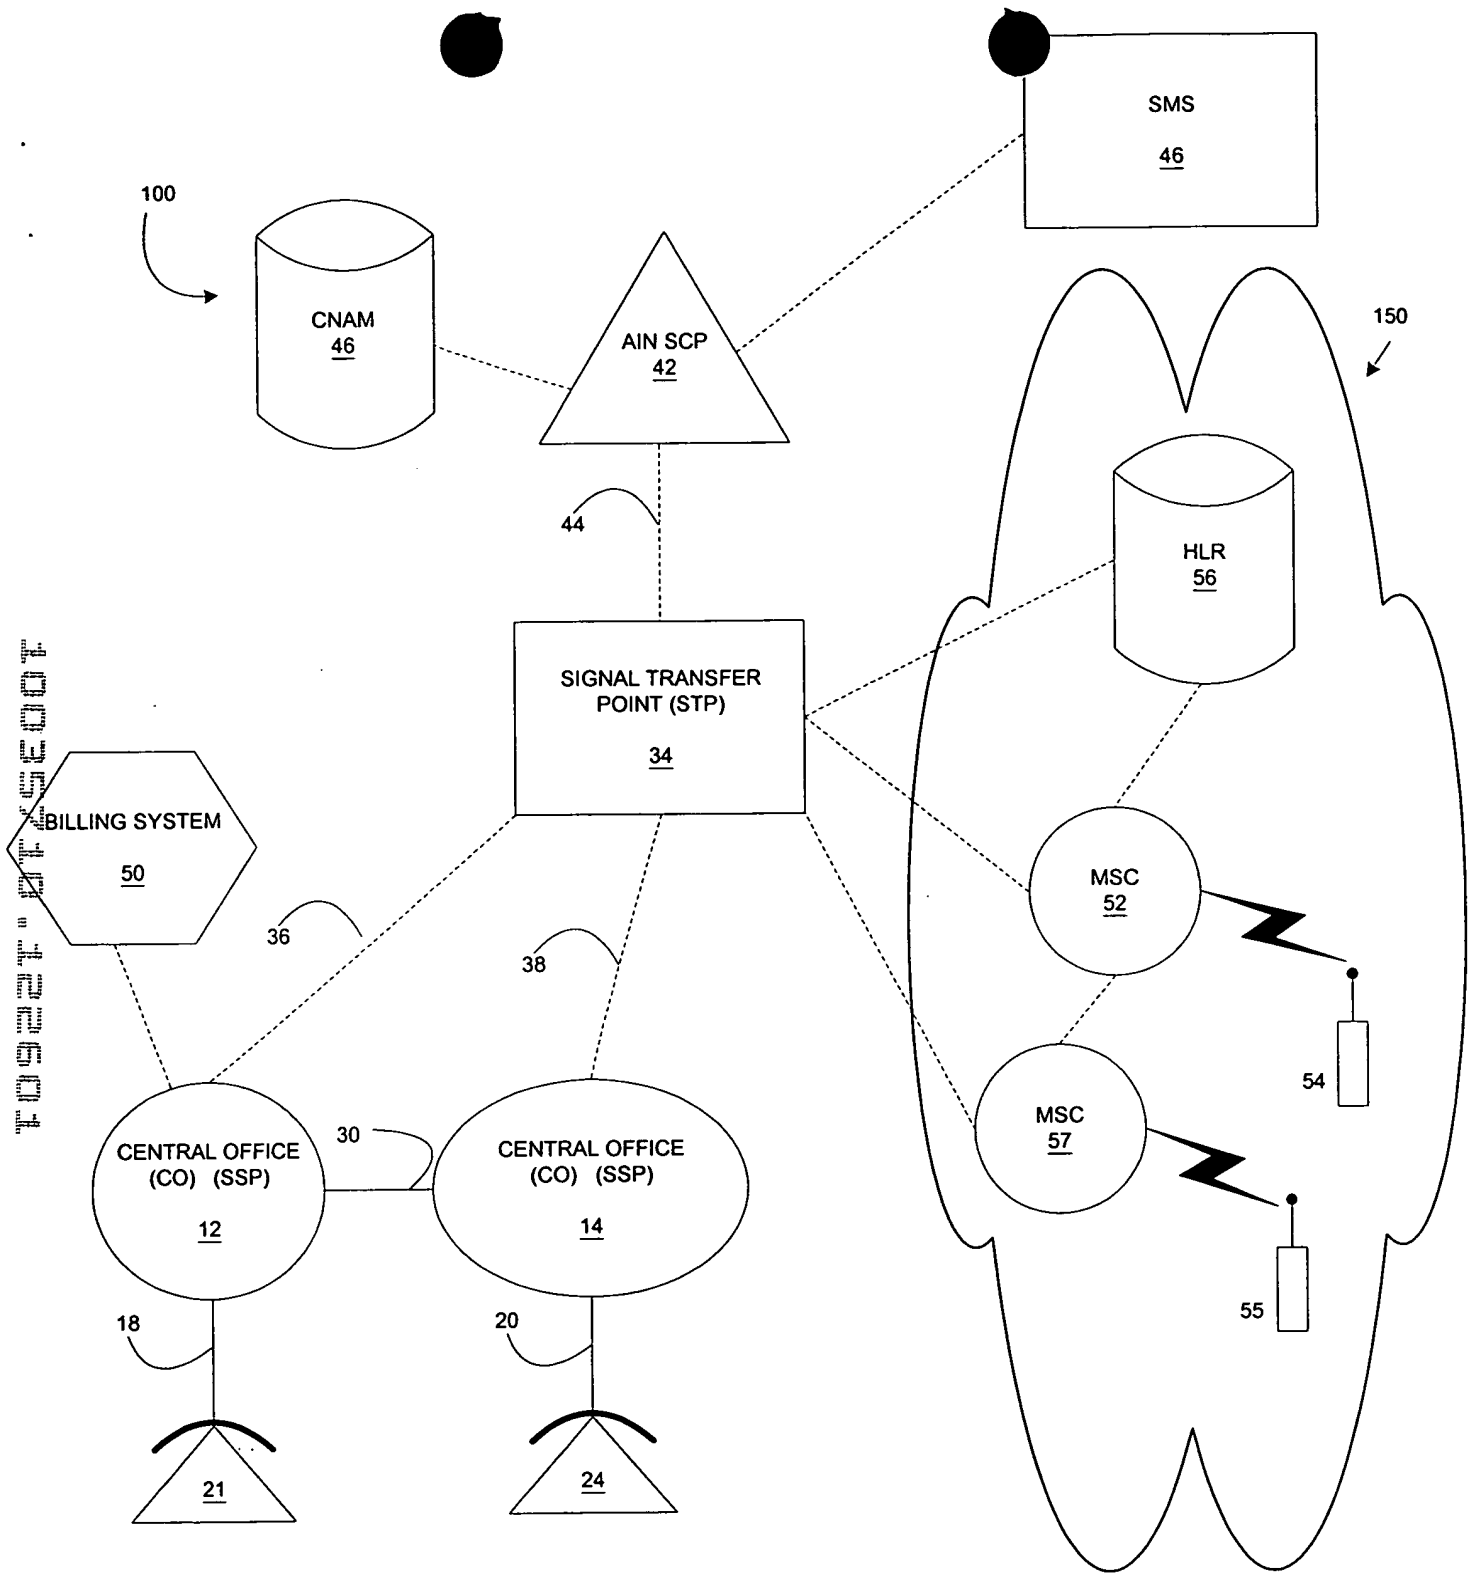 SMS
46
100
CNAM
46
AIN SCP
42
150
44
HLR
56
SIGNAL TRANSFER
POINT (STP)
34
BILLING SYSTEM
50
36
38
MSC
52
54
CENTRAL OFFICE
(CO) (SSP)
12
30
CENTRAL OFFICE
(CO) (SSP)
14
MSC
57
55
18
20
21
24